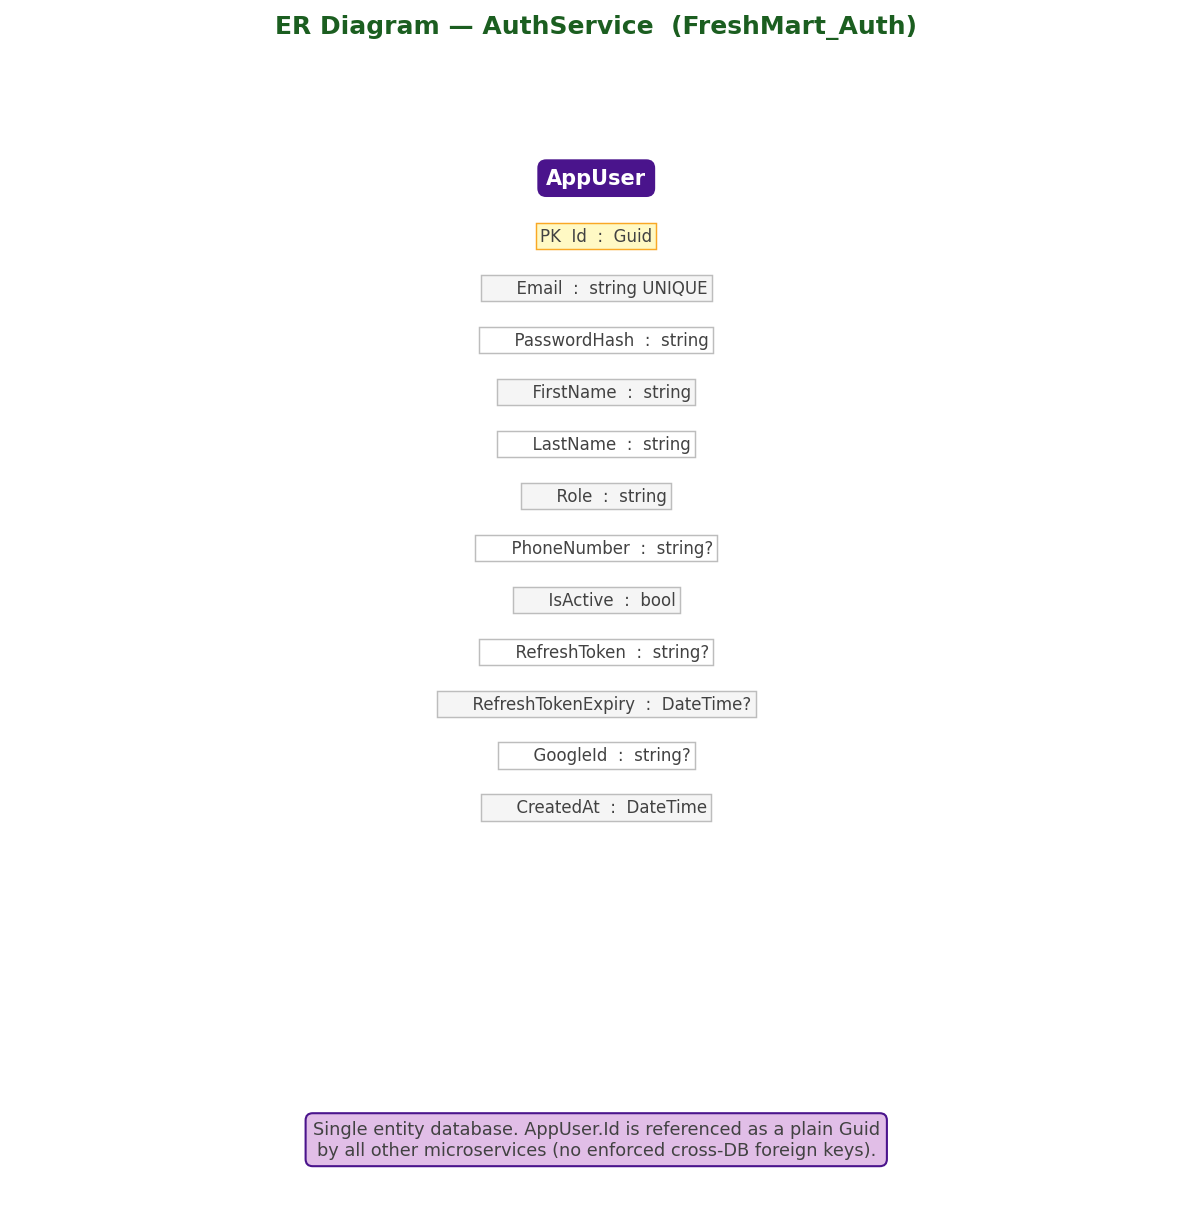 ER Diagram — AuthService  (FreshMart_Auth)
AppUser
PK  Id  :  Guid
Email  :  string UNIQUE
PasswordHash  :  string
FirstName  :  string
LastName  :  string
Role  :  string
PhoneNumber  :  string?
IsActive  :  bool
RefreshToken  :  string?
RefreshTokenExpiry  :  DateTime?
GoogleId  :  string?
CreatedAt  :  DateTime
Single entity database. AppUser.Id is referenced as a plain Guid
by all other microservices (no enforced cross-DB foreign keys).